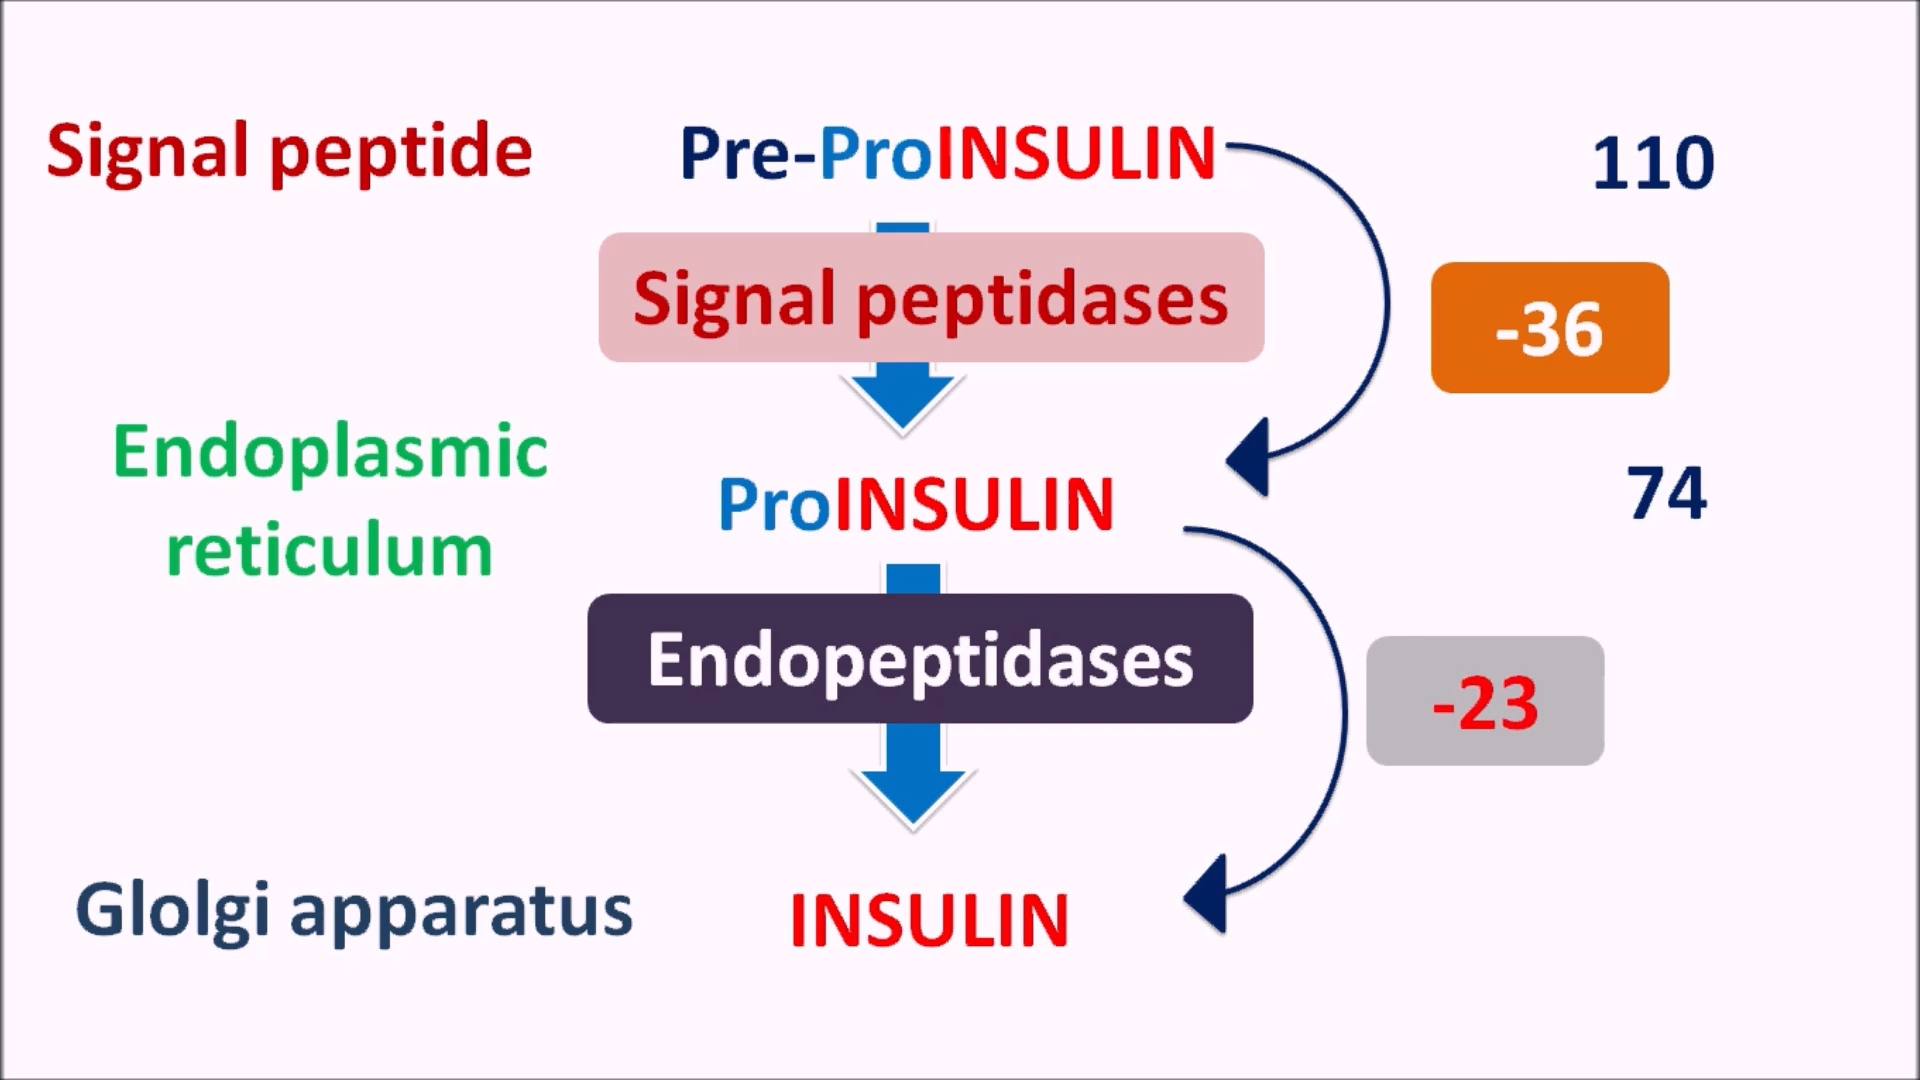 Signal peptide
Pre-ProINSULIN
110
Signal peptidases
-36
Endoplasmic
reticulum
ProINSULIN
74
Endopeptidases
-23
Glolgi apparatus
INSULIN